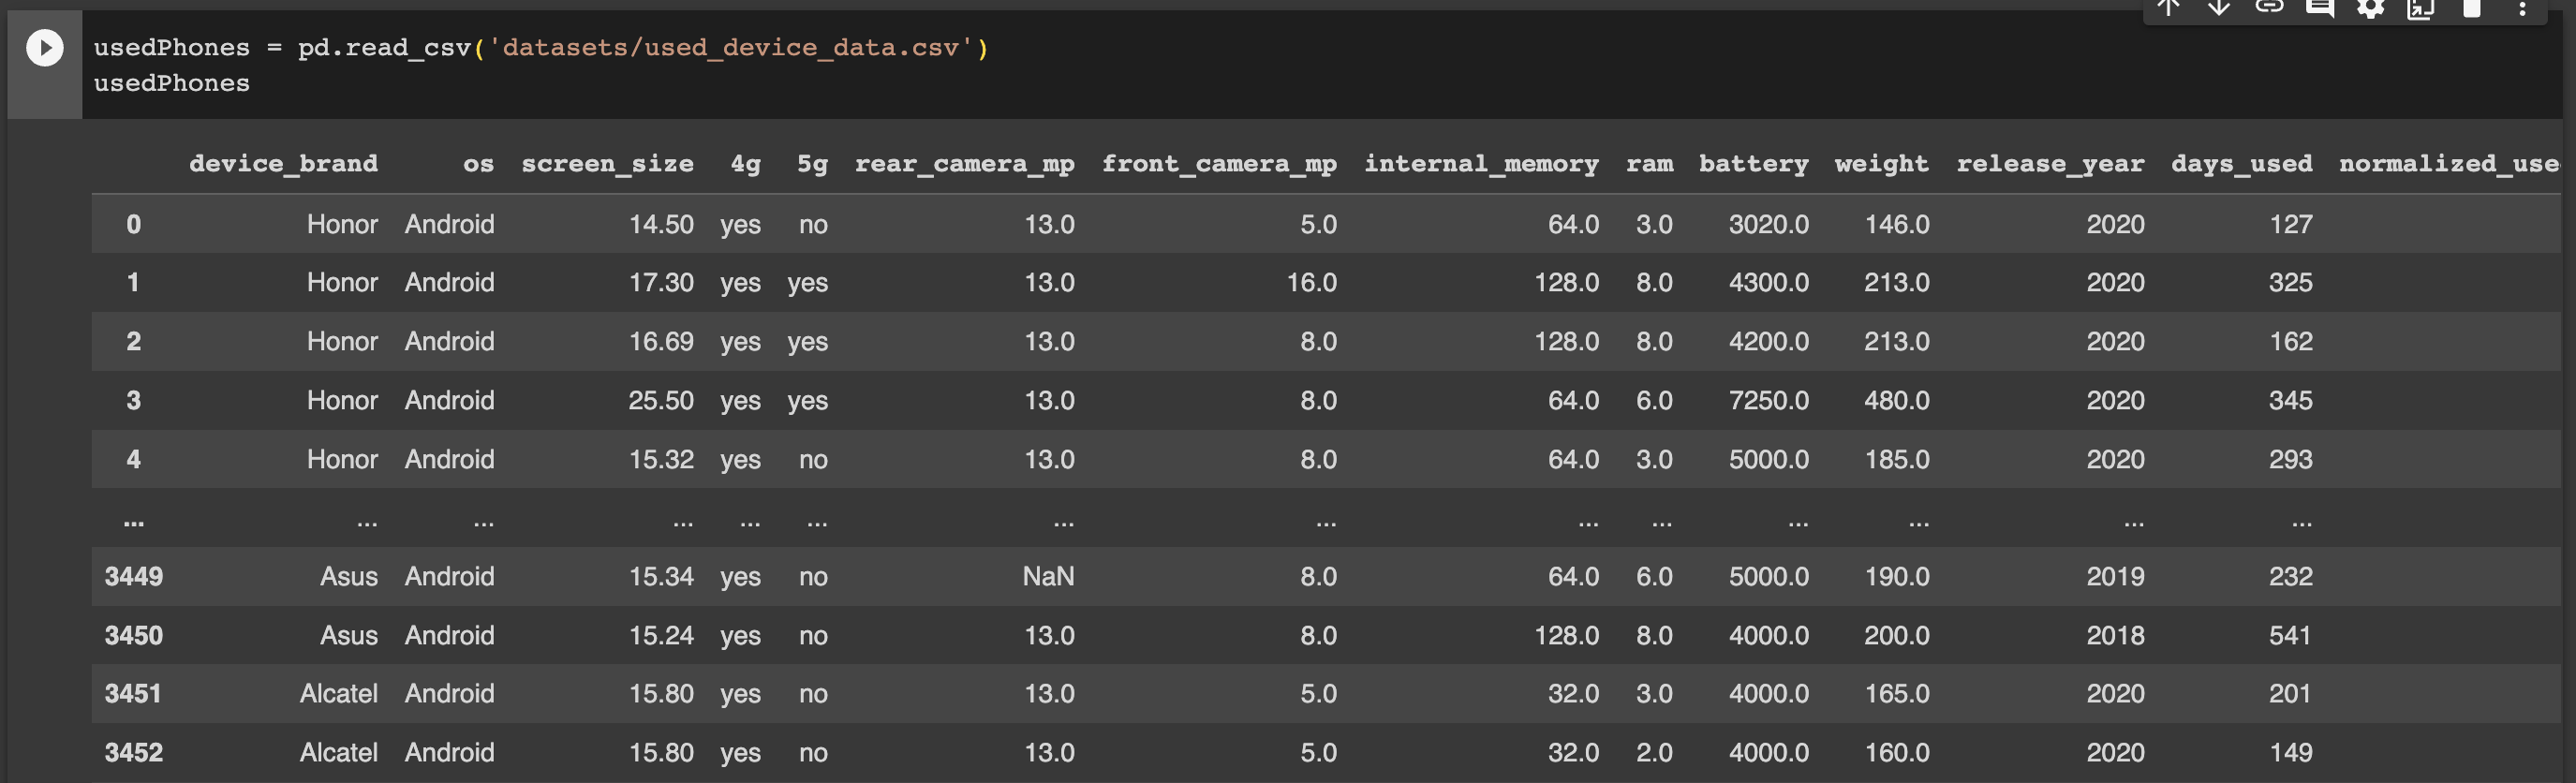 usedPhones = pd.read_csv('datasets/used_device_data.csv')
usedPhones
device_brand os screen_size 4g 5g rear_camera_mp front_camera_mp internal_memory ram battery weight release_year days_used normalized_use
0 Honor Android 14.50 yes no 13.0 5.0 64.0 3.0 3020.0 146.0 2020 127
1 Honor Android 17.30 yes yes 13.0 16.0 128.0 8.0 4300.0 213.0 2020 325
2 Honor Android 16.69 yes yes 13.0 8.0 128.0 8.0 4200.0 213.0 2020 162
3 Honor Android 25.50 yes yes 13.0 8.0 64.0 6.0 7250.0 480.0 2020 345
4 Honor Android 15.32 yes no 13.0 8.0 64.0 3.0 5000.0 185.0 2020 293
... ... ... ... ... ... ... ... ... ... ... ... ... ...
3449 Asus Android 15.34 yes no NaN 8.0 64.0 6.0 5000.0 190.0 2019 232
3450 Asus Android 15.24 yes no 13.0 8.0 128.0 8.0 4000.0 200.0 2018 541
3451 Alcatel Android 15.80 yes no 13.0 5.0 32.0 3.0 4000.0 165.0 2020 201
3452 Alcatel Android 15.80 yes no 13.0 5.0 32.0 2.0 4000.0 160.0 2020 149